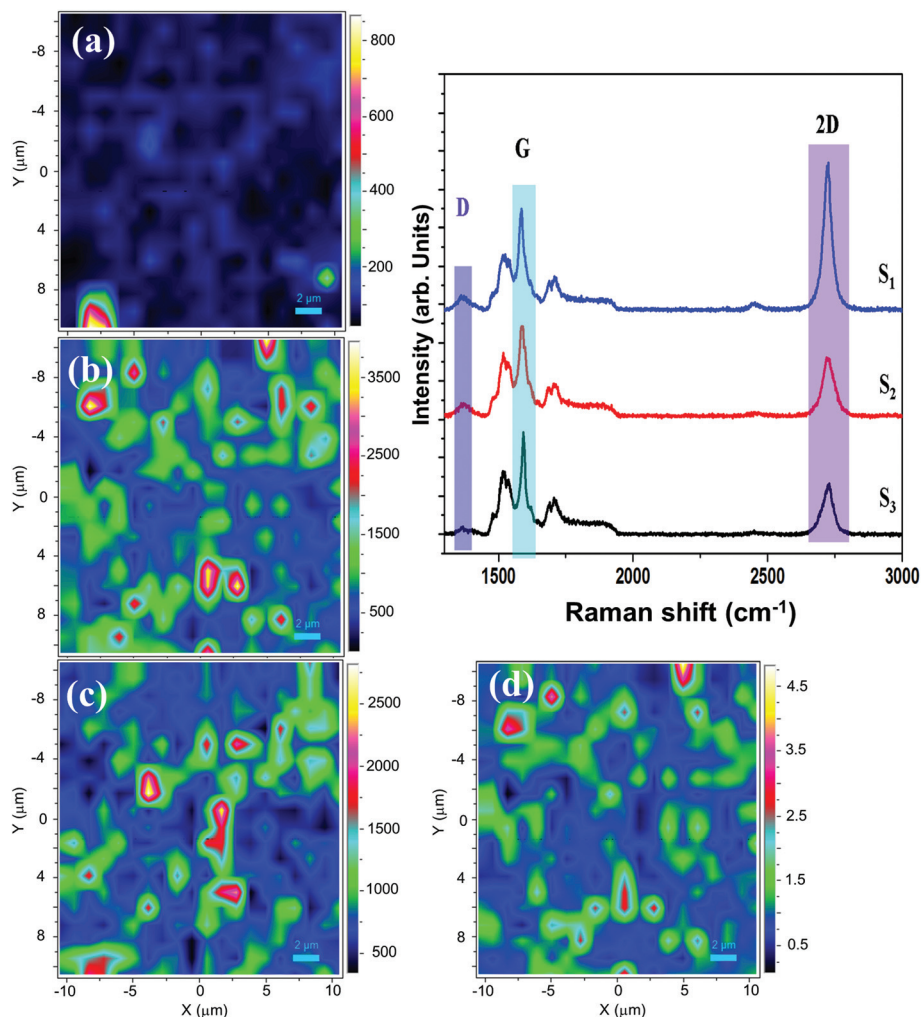 (a)
800
600
400
200
-8
-4
0
4
8
Y (μm)
2 μm
(b)
3500
3000
2500
2000
1500
1000
500
-8
-4
0
4
8
Y (μm)
2 μm
(c)
2500
2000
1500
1000
500
-8
-4
0
4
8
Y (μm)
2 μm
-10 -5 0 5 10
X (μm)
D
G
2D
S1
S2
S3
Intensity (arb. Units)
1500 2000 2500 3000
Raman shift (cm⁻¹)
(d)
4.5
3.5
2.5
1.5
0.5
-8
-4
0
4
8
Y (μm)
2 μm
-10 -5 0 5 10
X (μm)